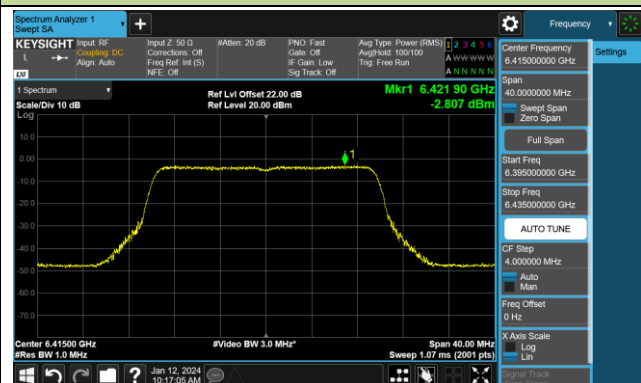 Spectrum Analyzer 1
Swept SA
Frequency
KEYSIGHT
Input: RF
Coupling: DC
Align: Auto
Input Z: 50 Ω
Corrections: Off
Freq Ref: Int (S)
NFE: Off
#Atten: 20 dB
PNO: Fast
Gate: Off
IF Gain: Low
Sig Track: Off
Avg Type: Power (RMS)
Avg|Hold: 100/100
Trig: Free Run
1 2 3 4 5 6
A W W W W W
A N N N N N
L
LXI
1 Spectrum
Scale/Div 10 dB
Log
Ref Lvl Offset 22.00 dB
Ref Level 20.00 dBm
Mkr1 6.421 90 GHz
-2.807 dBm
1
10.0
0.00
-10.0
-20.0
-30.0
-40.0
-50.0
-60.0
-70.0
Center 6.41500 GHz
#Res BW 1.0 MHz
#Video BW 3.0 MHz*
Span 40.00 MHz
Sweep 1.07 ms (2001 pts)
Jan 12, 2024
10:17:05 AM
Center Frequency
6.415000000 GHz
Settings
Span
40.0000000 MHz
Swept Span
Zero Span
Full Span
Start Freq
6.395000000 GHz
Stop Freq
6.435000000 GHz
AUTO TUNE
CF Step
4.000000 MHz
Auto
Man
Freq Offset
0 Hz
X Axis Scale
Log
Lin
Signal Track